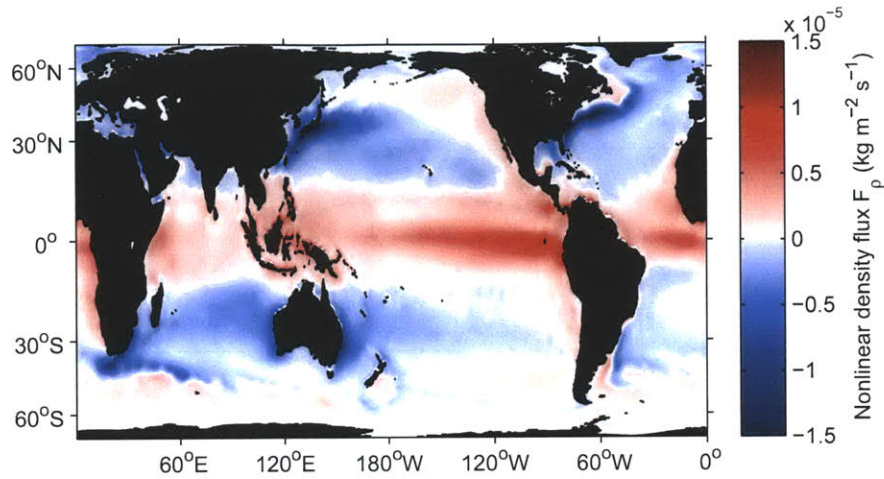 x 10⁻⁵
1.5
60°N
1
30°N
0.5
0°
0
−0.5
30°S
−1
60°S
−1.5
60°E
120°E
180°W
120°W
60°W
0°
Nonlinear density flux F_ρ (kg m⁻² s⁻¹)